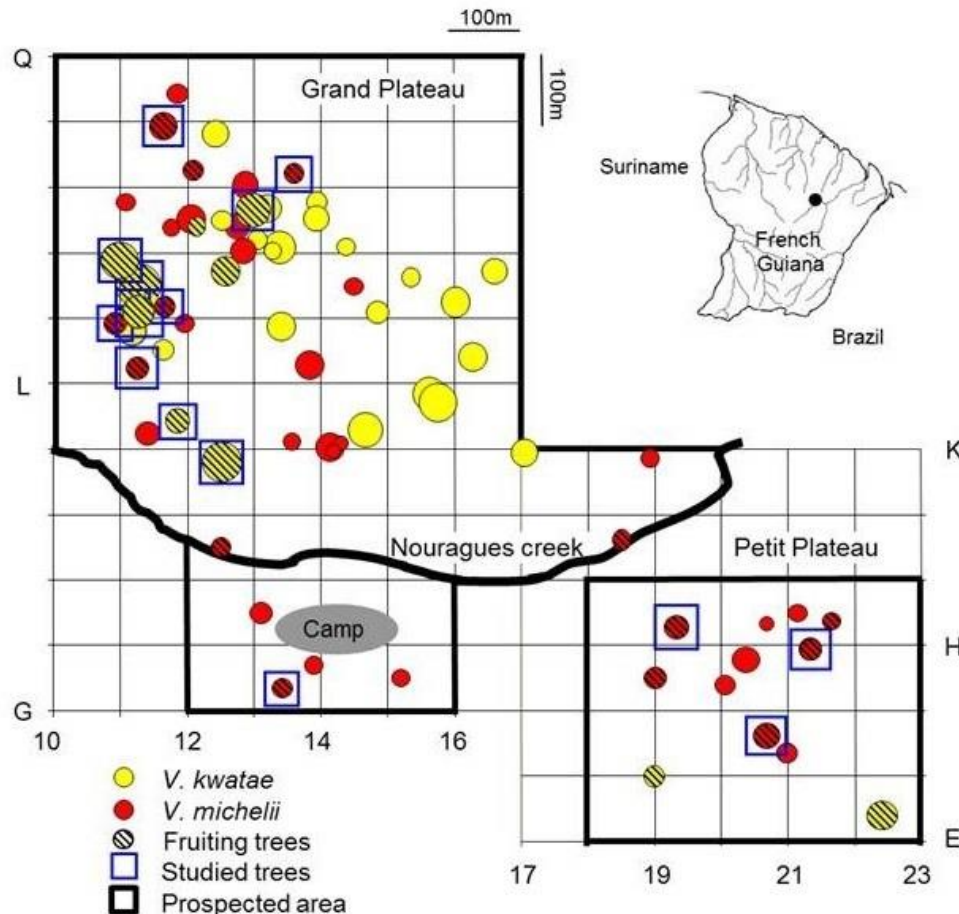 100m
Q
Grand Plateau
100m
Suriname
French
Guiana
Brazil
L
K
Nouragues creek
Petit Plateau
Camp
H
G
10 12 14 16
V. kwatae
V. michelii
Fruiting trees
Studied trees
Prospected area
E
17 19 21 23